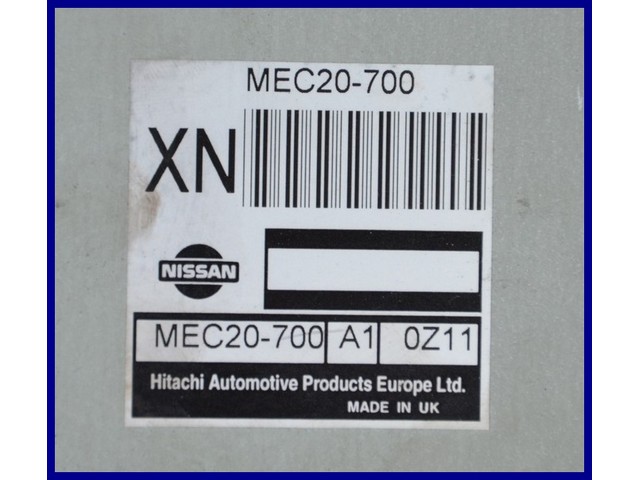 MEC20-700
XN
NISSAN
MEC20-700 A1 0Z11
Hitachi Automotive Products Europe Ltd.
MADE IN UK